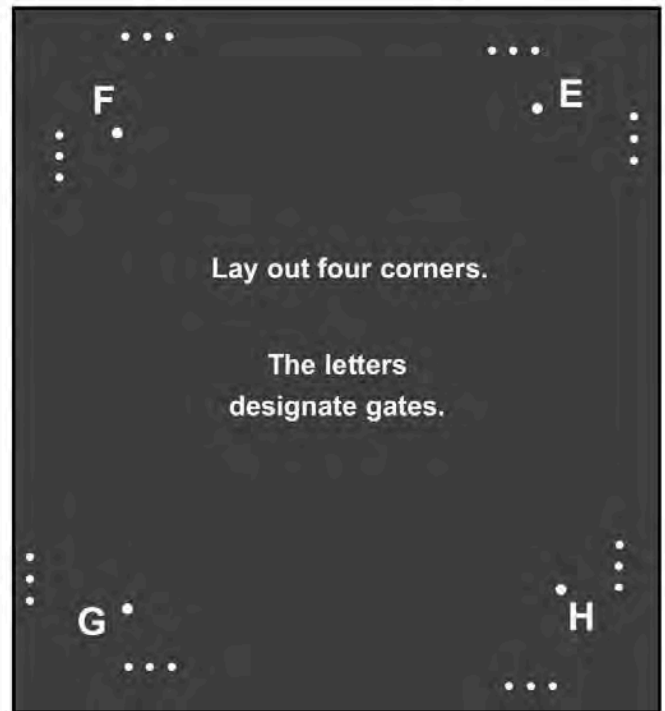 F
E
Lay out four corners.
The letters
designate gates.
G
H